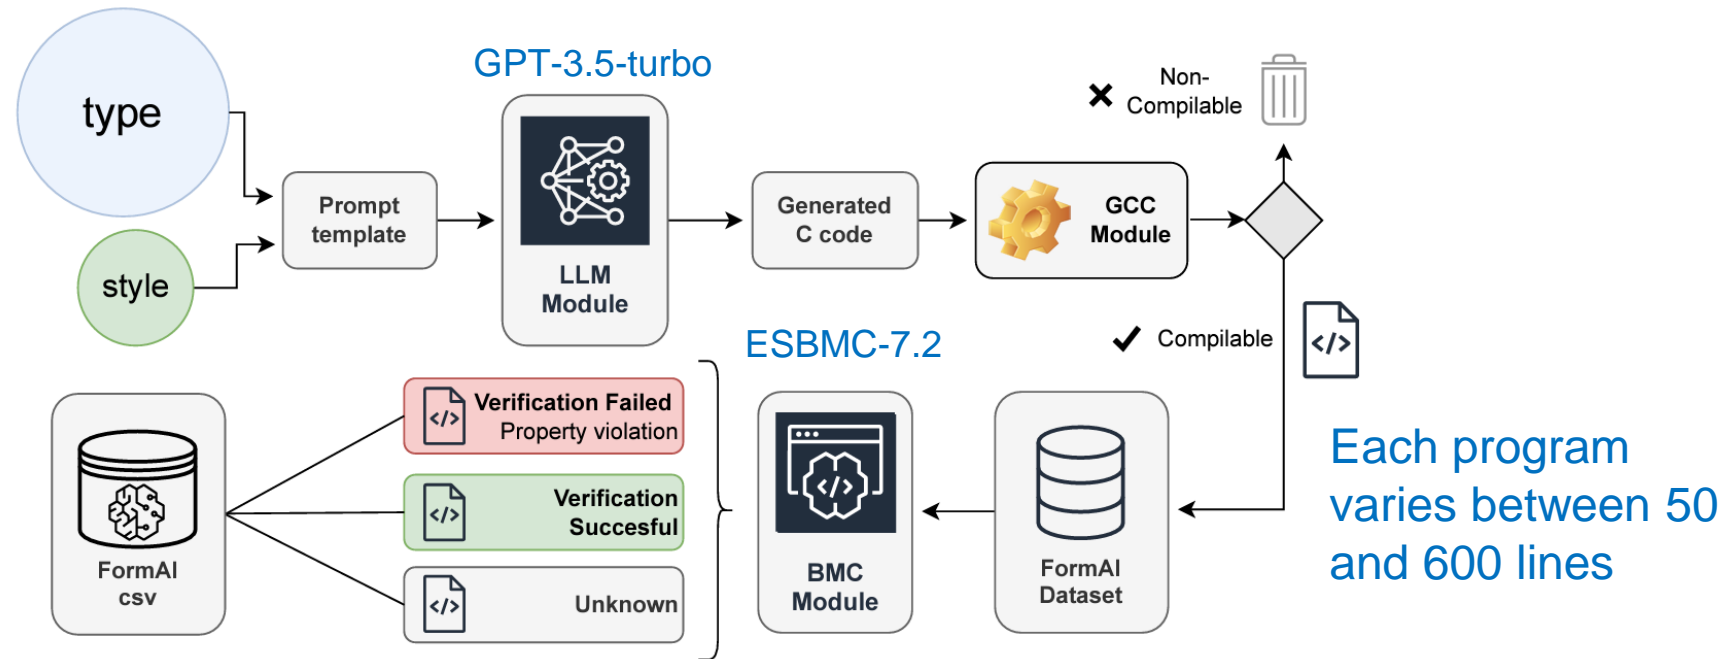 GPT-3.5-turbo
type
style
Prompt
template
LLM
Module
Generated
C code
GCC
Module
Non-
Compilable
Compilable
ESBMC-7.2
Each program
varies between 50
and 600 lines
FormAI
Dataset
BMC
Module
Verification Failed
Property violation
Verification
Succesful
Unknown
FormAI
csv